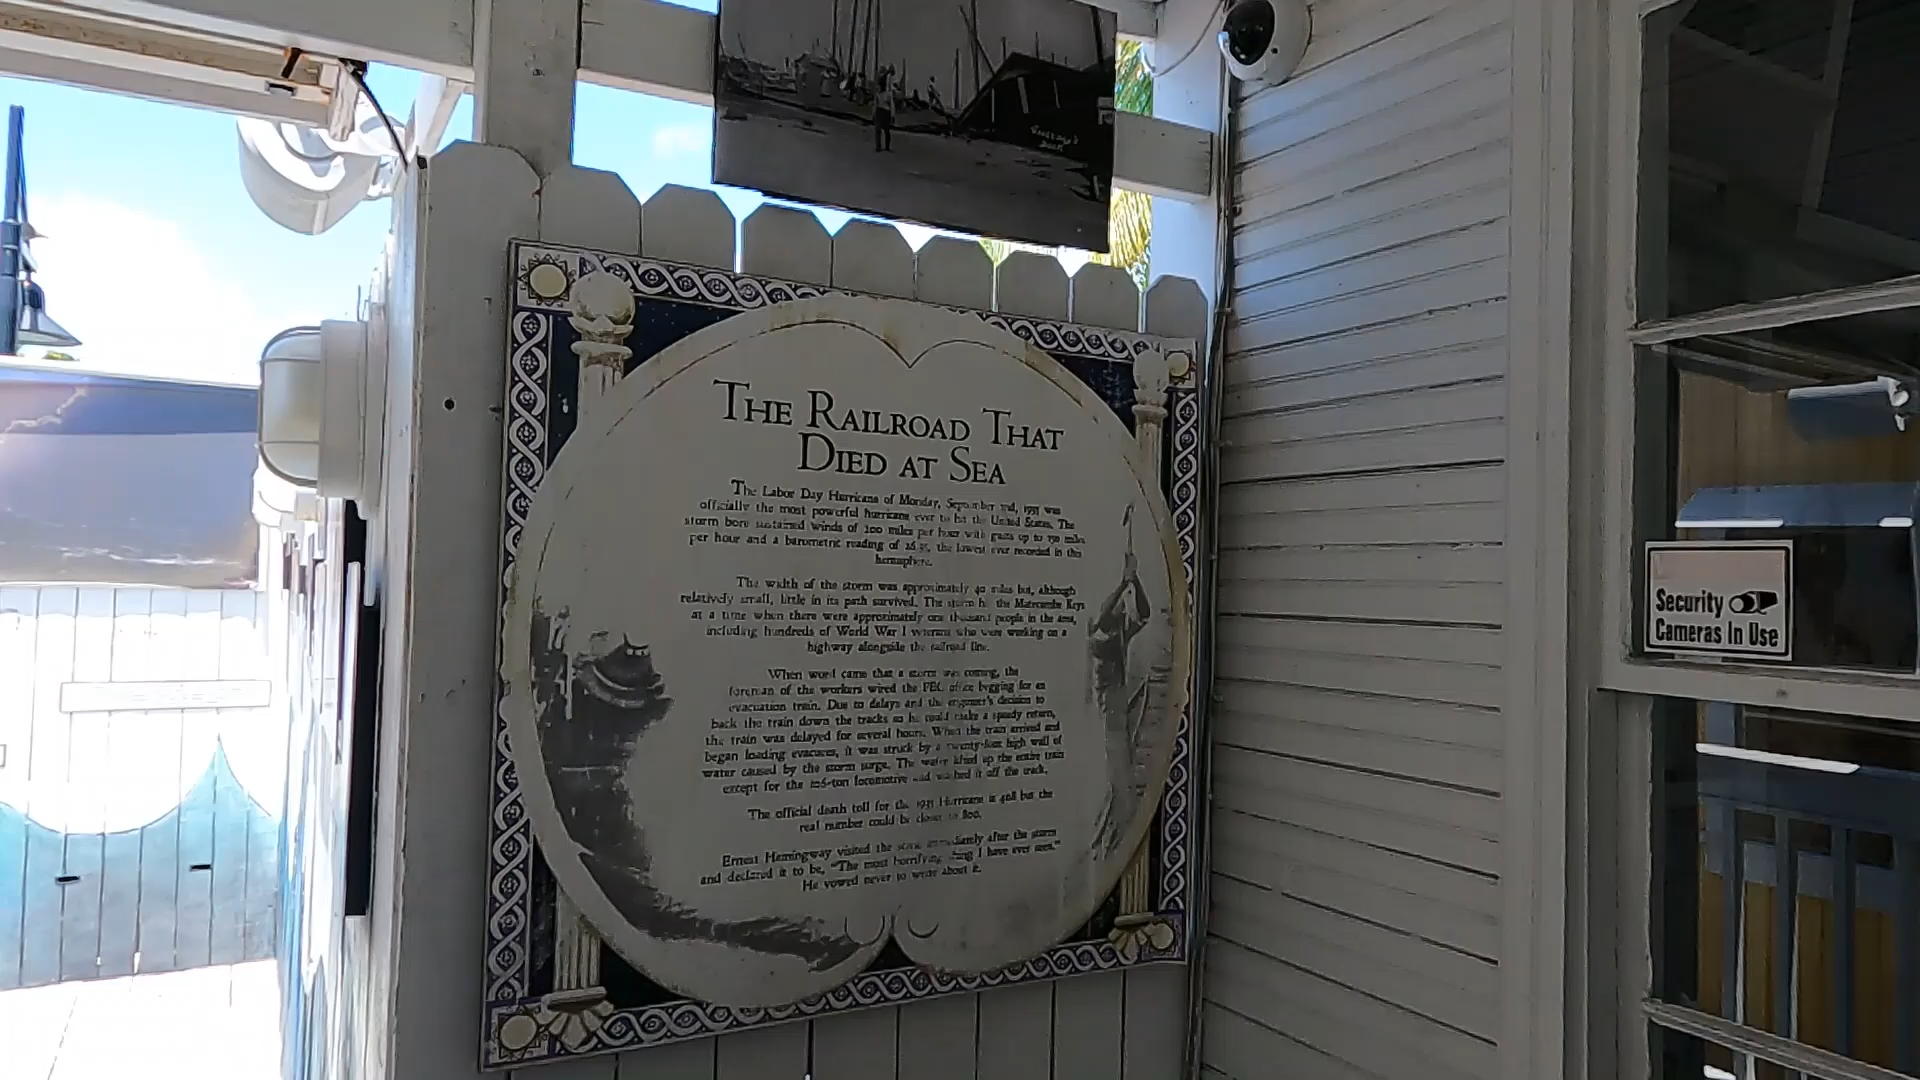 THE RAILROAD THAT
DIED AT SEA
The Labor Day Hurricane of Monday, September 2nd, 1935 was
officially the most powerful hurricane ever to hit the United States. The
storm bore sustained winds of 200 miles per hour with gusts up to 250 miles
per hour and a barometric reading of 26.35, the lowest ever recorded in this
hemisphere.
The width of the storm was approximately 40 miles but, although
relatively small, little in its path survived. The storm hit the Matecumbe Keys
at a time when there were approximately one thousand people in the area,
including hundreds of World War I veterans who were working on a
highway alongside the railroad line.
When word came that a storm was coming, the
foreman of the workers wired the FEC office begging for an
evacuation train. Due to delays and the engineer's decision to
back the train down the tracks so he could make a speedy return,
the train was delayed for several hours. When the train arrived and
began loading evacuees, it was struck by a twenty-foot high wall of
water caused by the storm surge. The water lifted up the entire train
except for the 106-ton locomotive and washed it off the track.
The official death toll for the 1935 Hurricane is 408 but the
real number could be closer to 800.
Ernest Hemingway visited the scene immediately after the storm
and declared it to be, "The most horrifying thing I have ever seen."
He vowed never to write about it.
Security
Cameras In Use